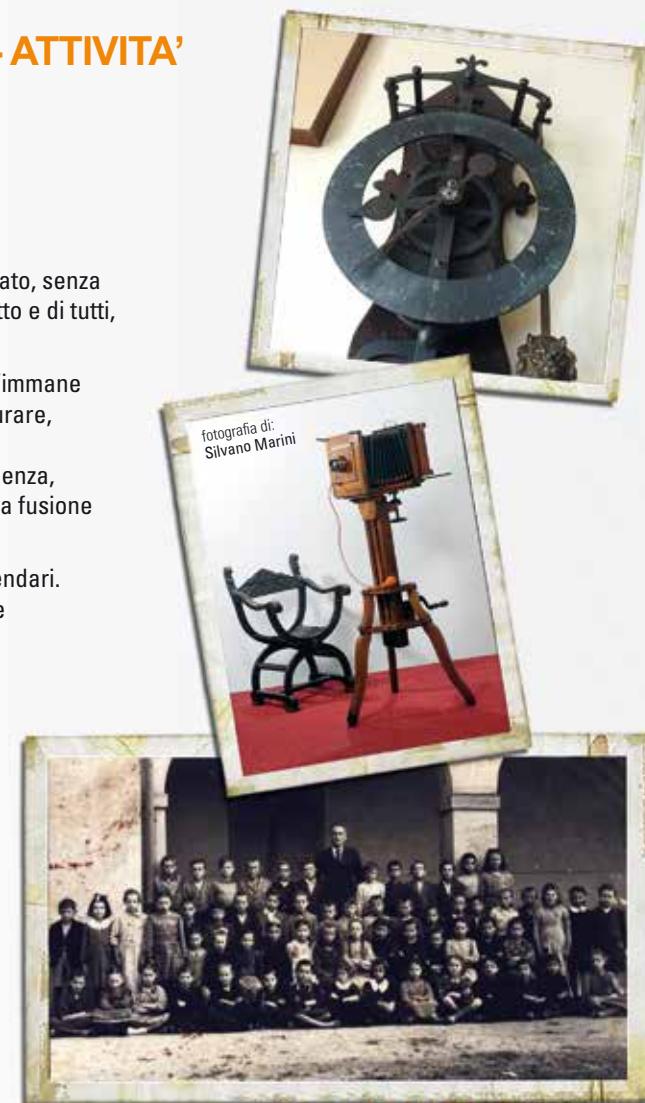 - ATTIVITA’
ato, senza
tto e di tutti,
’immane
urare,
enza,
a fusione
endari.
e
fotografia di:
Silvano Marini